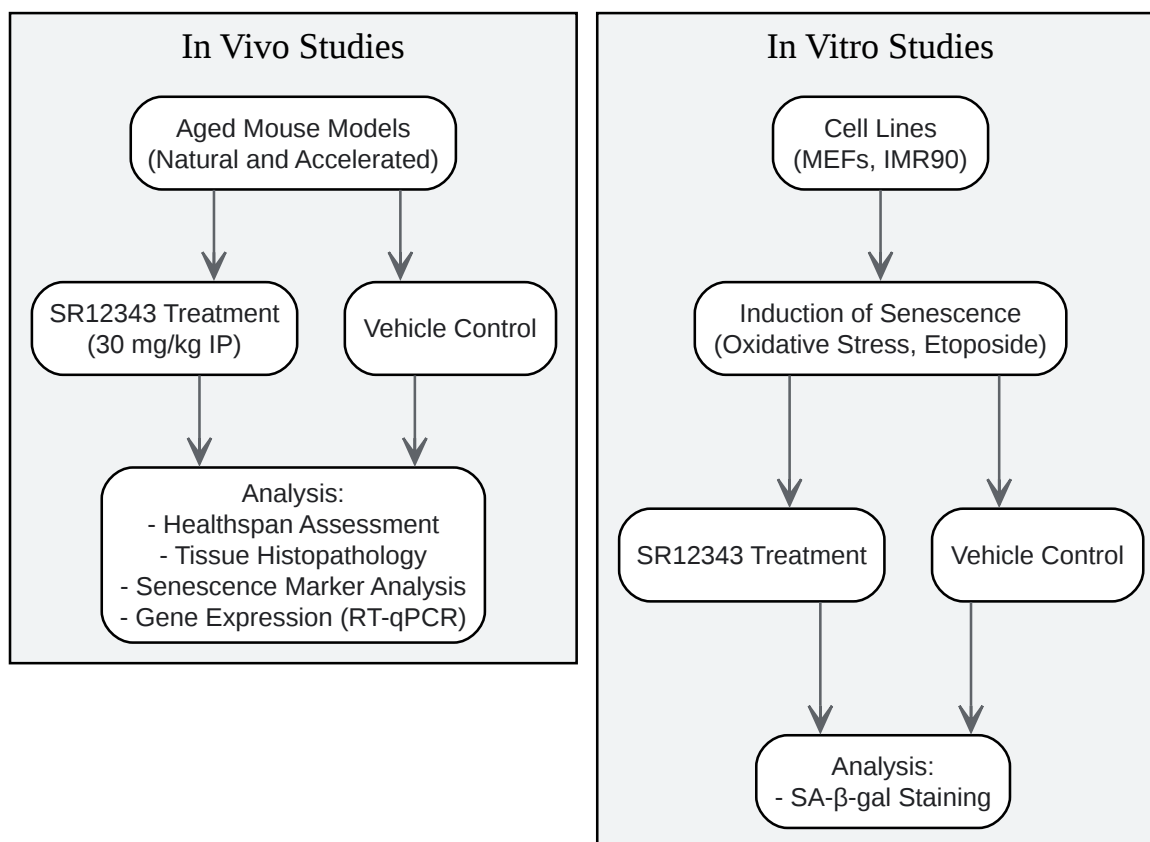 In Vivo Studies
Aged Mouse Models
(Natural and Accelerated)
SR12343 Treatment
(30 mg/kg IP)
Vehicle Control
Analysis:
- Healthspan Assessment
- Tissue Histopathology
- Senescence Marker Analysis
- Gene Expression (RT-qPCR)
In Vitro Studies
Cell Lines
(MEFs, IMR90)
Induction of Senescence
(Oxidative Stress, Etoposide)
SR12343 Treatment
Vehicle Control
Analysis:
- SA-β-gal Staining